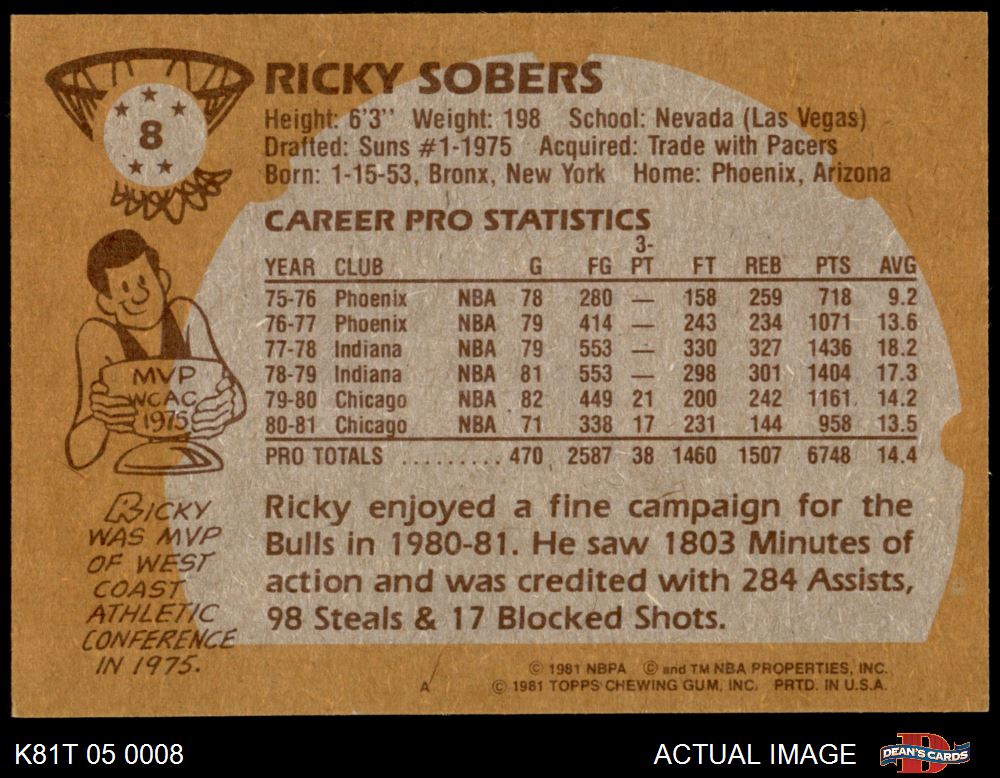 8
RICKY SOBERS
Height: 6'3" Weight: 198 School: Nevada (Las Vegas)
Drafted: Suns #1-1975 Acquired: Trade with Pacers
Born: 1-15-53, Bronx, New York Home: Phoenix, Arizona
CAREER PRO STATISTICS
YEAR CLUB G FG 3-PT FT REB PTS AVG
75-76 Phoenix NBA 78 280 — 158 259 718 9.2
76-77 Phoenix NBA 79 414 — 243 234 1071 13.6
77-78 Indiana NBA 79 553 — 330 327 1436 18.2
78-79 Indiana NBA 81 553 — 298 301 1404 17.3
79-80 Chicago NBA 82 449 21 200 242 1161 14.2
80-81 Chicago NBA 71 338 17 231 144 958 13.5
PRO TOTALS .......... 470 2587 38 1460 1507 6748 14.4
MVP
WCAC
1975
RICKY
WAS MVP
OF WEST
COAST
ATHLETIC
CONFERENCE
IN 1975.
Ricky enjoyed a fine campaign for the
Bulls in 1980-81. He saw 1803 Minutes of
action and was credited with 284 Assists,
98 Steals & 17 Blocked Shots.
© 1981 NBPA © and TM NBA PROPERTIES, INC.
A © 1981 TOPPS CHEWING GUM, INC. PRTD. IN U.S.A.
K81T 05 0008
ACTUAL IMAGE
DEAN'S CARDS